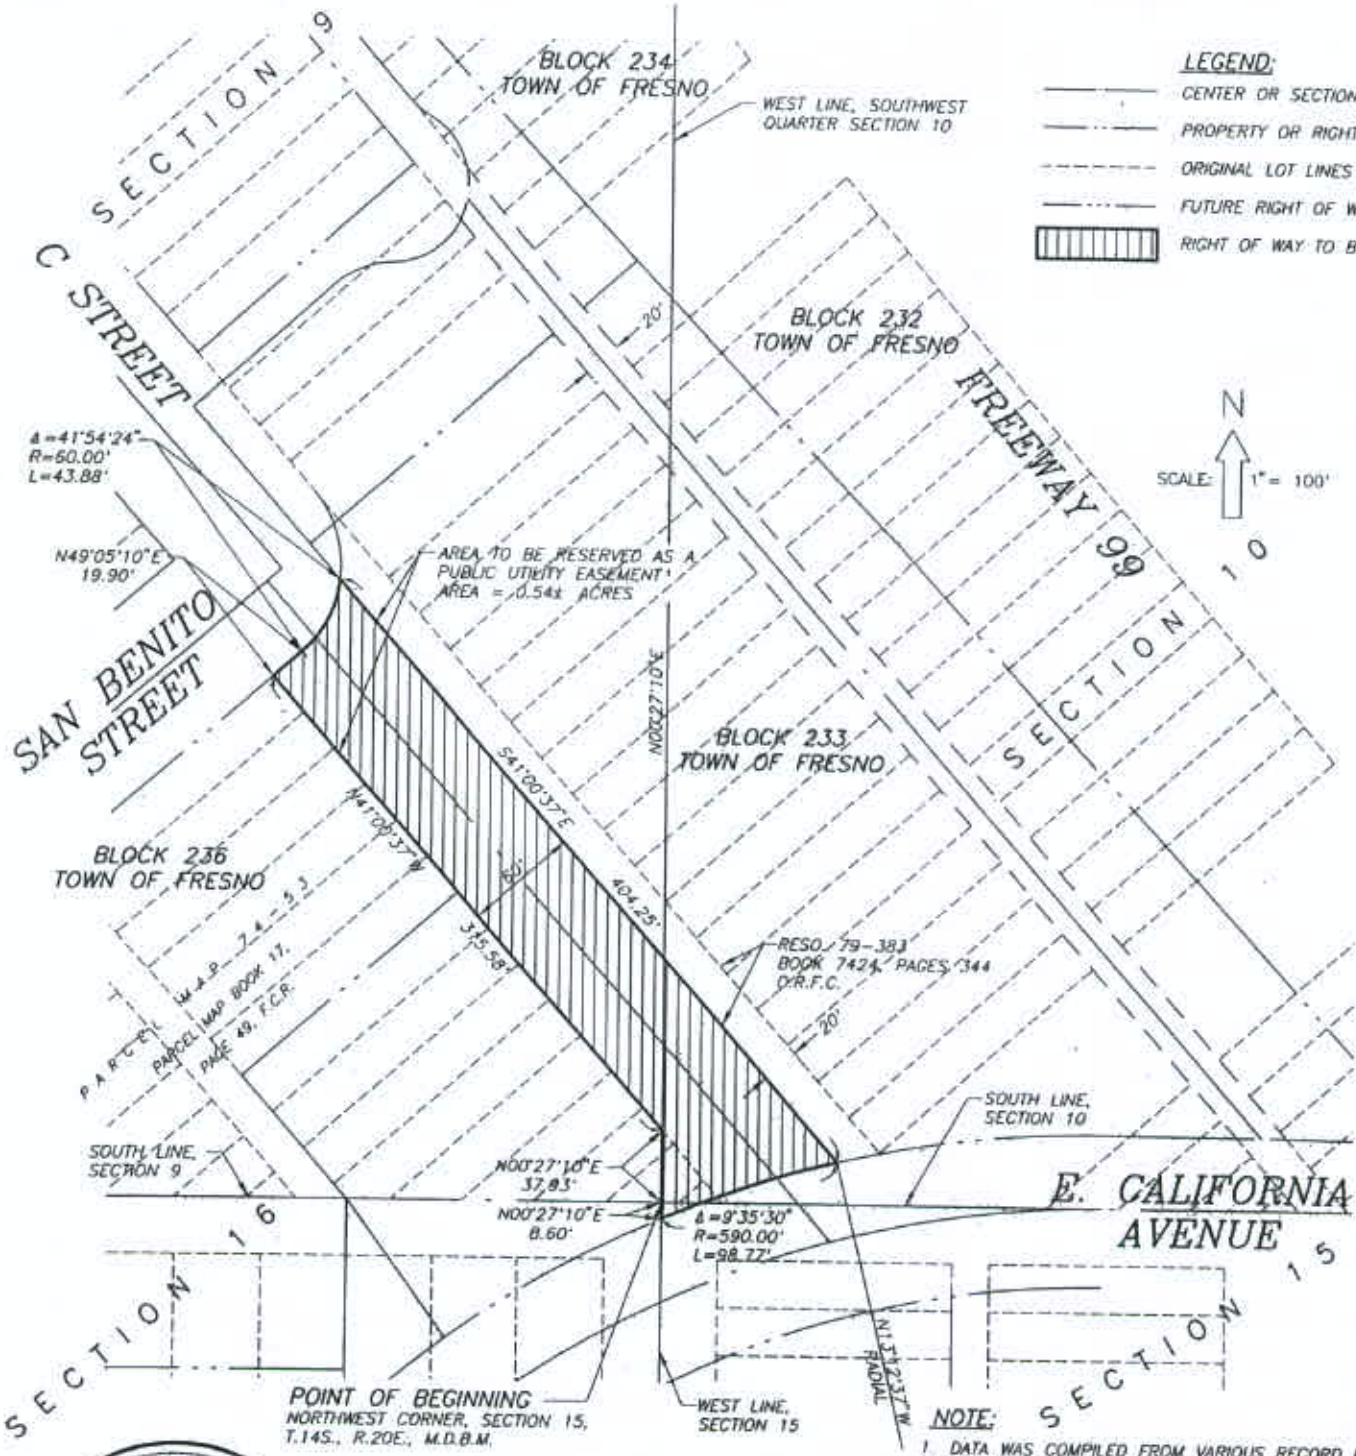 SECTION 9
BLOCK 234
TOWN OF FRESNO
WEST LINE, SOUTHWEST
QUARTER SECTION 10
LEGEND:
CENTER OR SECTION
PROPERTY OR RIGHT
ORIGINAL LOT LINES
FUTURE RIGHT OF W
RIGHT OF WAY TO B
C STREET
20'
BLOCK 232
TOWN OF FRESNO
FREEWAY 99
N
SCALE: 1" = 100'
Δ=41°54'24"
R=60.00'
L=43.88'
N49°05'10"E
19.90'
AREA TO BE RESERVED AS A
PUBLIC UTILITY EASEMENT
AREA = 0.54± ACRES
SECTION 10
SAN BENITO
STREET
N00°27'10"E
BLOCK 233
TOWN OF FRESNO
S41°00'37"E
404.25'
N41°00'37"W
315.58'
BLOCK 236
TOWN OF FRESNO
PARCEL MAP 74-53
PARCEL MAP BOOK 17,
PAGE 49, F.C.R.
RESO. 79-383
BOOK 7424, PAGES 344
O.R.F.C.
20'
SOUTH LINE,
SECTION 9
SOUTH LINE,
SECTION 10
N00°27'10"E
37.93'
N00°27'10"E
8.60'
Δ=9°35'30"
R=590.00'
L=98.77'
E. CALIFORNIA
AVENUE
SECTION 16
SECTION 15
N13°12'37"W
RADIAL
POINT OF BEGINNING
NORTHWEST CORNER, SECTION 15,
T.14S., R.20E., M.D.B.M.
WEST LINE,
SECTION 15
NOTE:
1. DATA WAS COMPILED FROM VARIOUS RECORD